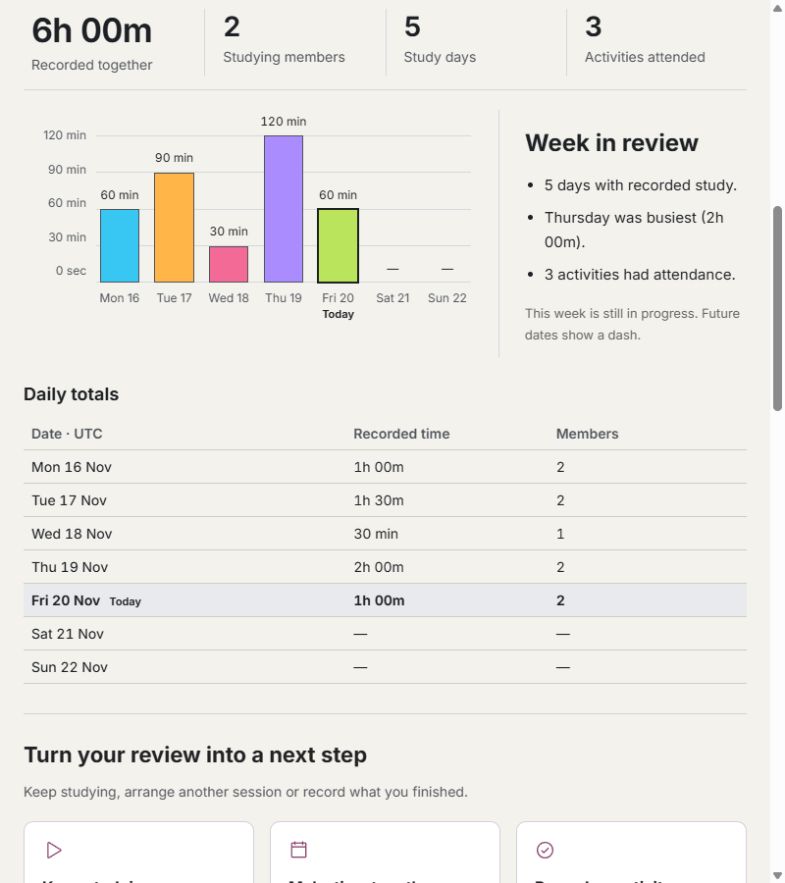 6h 00m
Recorded together
2
Studying members
5
Study days
3
Activities attended
120 min
90 min
60 min
30 min
0 sec
60 min
90 min
30 min
120 min
60 min
—
—
Mon 16
Tue 17
Wed 18
Thu 19
Fri 20
Today
Sat 21
Sun 22
Week in review
• 5 days with recorded study.
• Thursday was busiest (2h
00m).
• 3 activities had attendance.
This week is still in progress. Future
dates show a dash.
Daily totals
Date · UTC Recorded time Members
Mon 16 Nov 1h 00m 2
Tue 17 Nov 1h 30m 2
Wed 18 Nov 30 min 1
Thu 19 Nov 2h 00m 2
Fri 20 Nov Today 1h 00m 2
Sat 21 Nov — —
Sun 22 Nov — —
Turn your review into a next step
Keep studying, arrange another session or record what you finished.